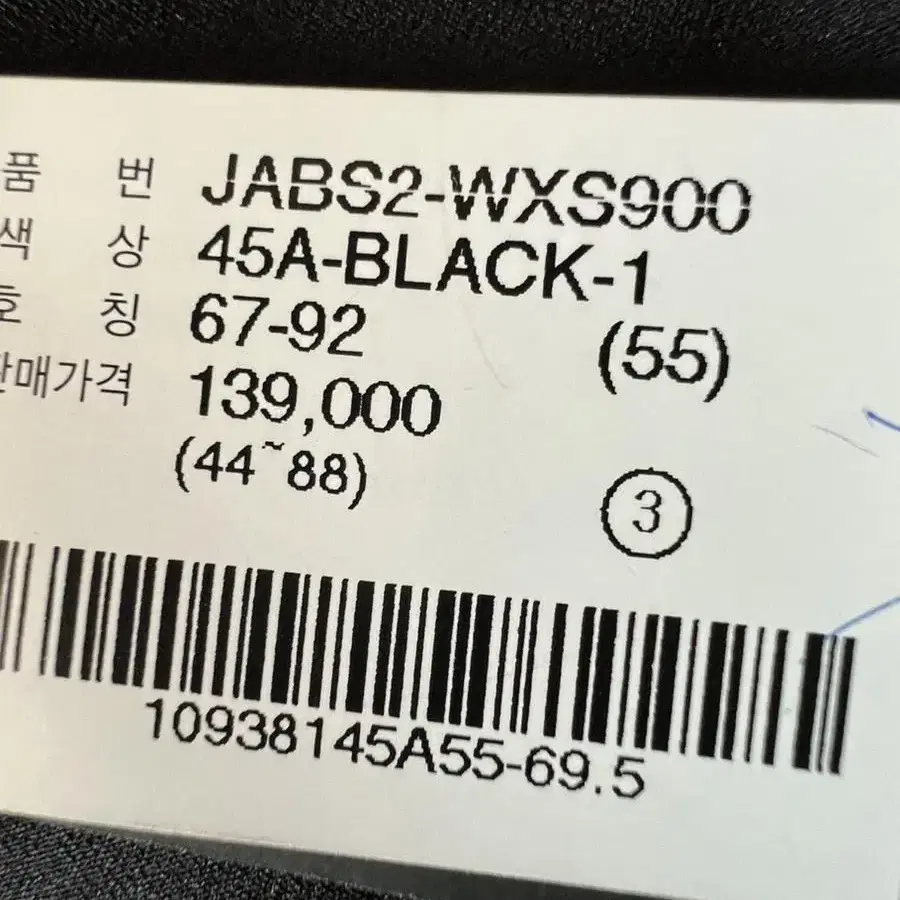 품 번 JABS2-WXS900
색 상 45A-BLACK-1
호 칭 67-92 (55)
판매가격 139,000
(44~88)
3
10938145A55-69.5